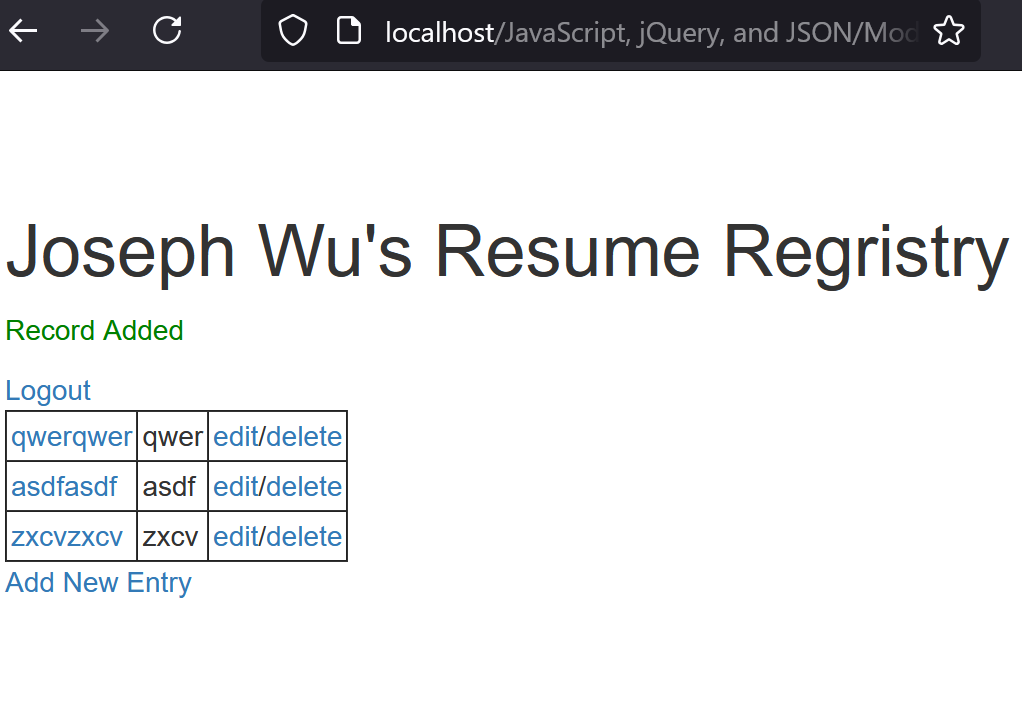 localhost/JavaScript, jQuery, and JSON/Mod
Joseph Wu's Resume Regristry
Record Added
Logout
qwerqwer qwer edit/delete
asdfasdf asdf edit/delete
zxcvzxcv zxcv edit/delete
Add New Entry